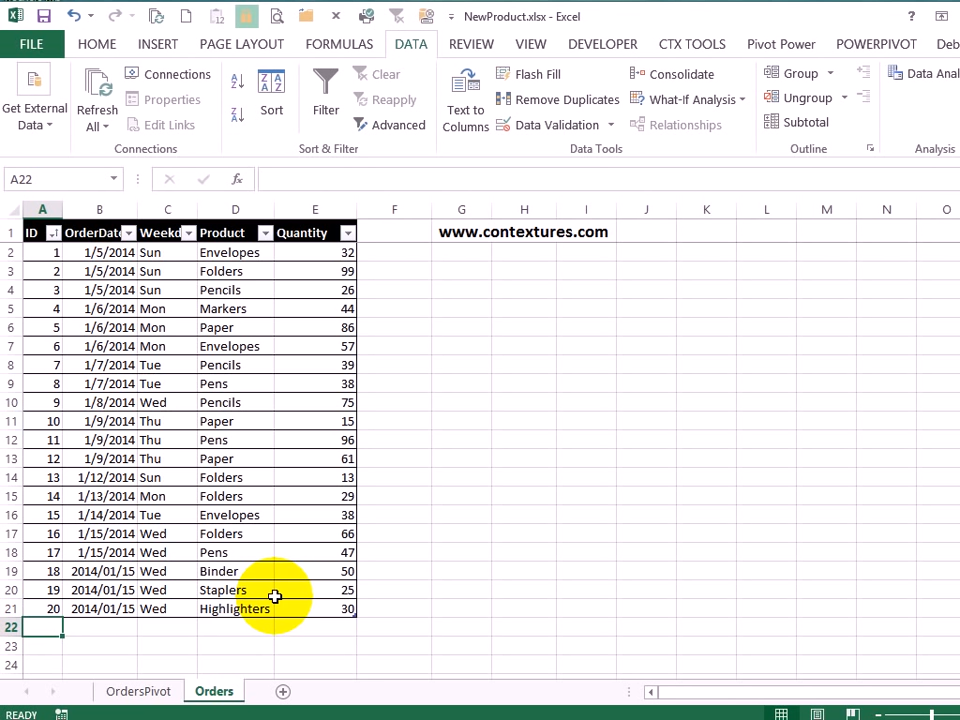 NewProduct.xlsx - Excel
FILE HOME INSERT PAGE LAYOUT FORMULAS DATA REVIEW VIEW DEVELOPER CTX TOOLS Pivot Power POWERPIVOT Deb
Get External Data
Refresh All
Connections
Properties
Edit Links
Connections
Sort
Filter
Clear
Reapply
Advanced
Sort & Filter
Text to Columns
Flash Fill
Remove Duplicates
Data Validation
Consolidate
What-If Analysis
Relationships
Data Tools
Group
Ungroup
Subtotal
Outline
Data Anal
Analysis
A22
A B C D E F G H I J K L M N O
1 ID OrderDate Weekd Product Quantity www.contextures.com
2 1 1/5/2014 Sun Envelopes 32
3 2 1/5/2014 Sun Folders 99
4 3 1/5/2014 Sun Pencils 26
5 4 1/6/2014 Mon Markers 44
6 5 1/6/2014 Mon Paper 86
7 6 1/6/2014 Mon Envelopes 57
8 7 1/7/2014 Tue Pencils 39
9 8 1/7/2014 Tue Pens 38
10 9 1/8/2014 Wed Pencils 75
11 10 1/9/2014 Thu Paper 15
12 11 1/9/2014 Thu Pens 96
13 12 1/9/2014 Thu Paper 61
14 13 1/12/2014 Sun Folders 13
15 14 1/13/2014 Mon Folders 29
16 15 1/14/2014 Tue Envelopes 38
17 16 1/15/2014 Wed Folders 66
18 17 1/15/2014 Wed Pens 47
19 18 2014/01/15 Wed Binder 50
20 19 2014/01/15 Wed Staplers 25
21 20 2014/01/15 Wed Highlighters 30
22
23
24
OrdersPivot Orders
READY